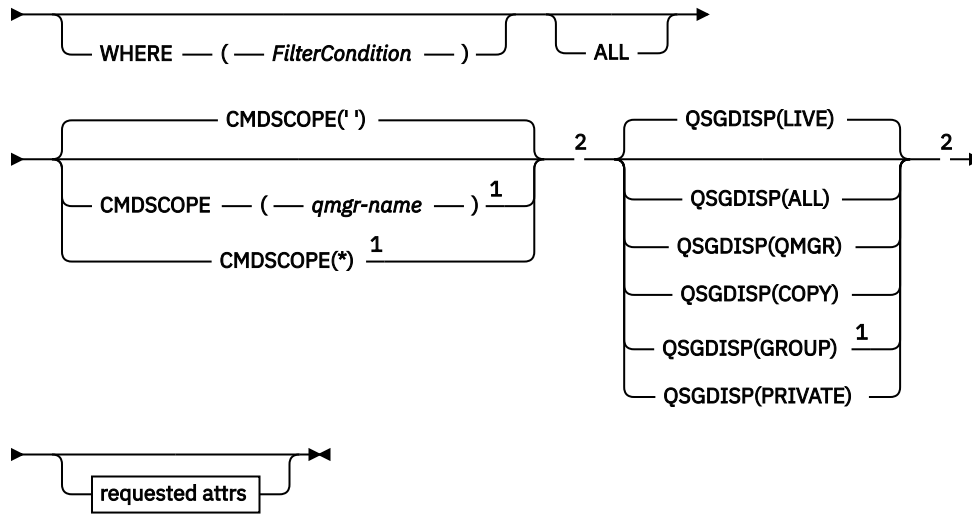 WHERE ( FilterCondition )
ALL
CMDSCOPE(' ')
2
CMDSCOPE ( qmgr-name ) 1
CMDSCOPE(*) 1
QSGDISP(LIVE)
2
QSGDISP(ALL)
QSGDISP(QMGR)
QSGDISP(COPY)
QSGDISP(GROUP) 1
QSGDISP(PRIVATE)
requested attrs